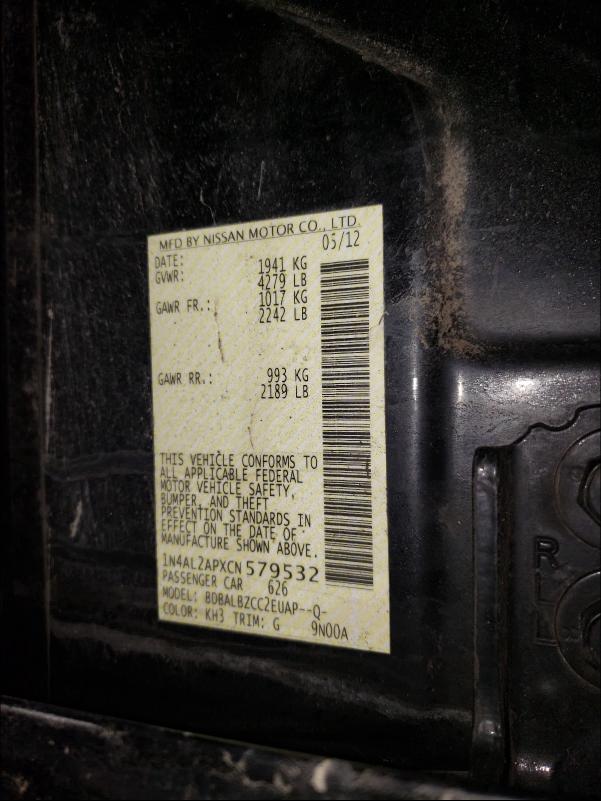 MFD BY NISSAN MOTOR CO., LTD.
DATE: 05/12
GVWR: 1941 KG
4279 LB
GAWR FR.: 1017 KG
2242 LB
GAWR RR.: 993 KG
2189 LB
THIS VEHICLE CONFORMS TO
ALL APPLICABLE FEDERAL
MOTOR VEHICLE SAFETY,
BUMPER, AND THEFT
PREVENTION STANDARDS IN
EFFECT ON THE DATE OF
MANUFACTURE SHOWN ABOVE.
1N4AL2APXCN579532
PASSENGER CAR 626
MODEL: BDBALBZCC2EUAP--Q-
COLOR: KH3 TRIM: G 9N00A